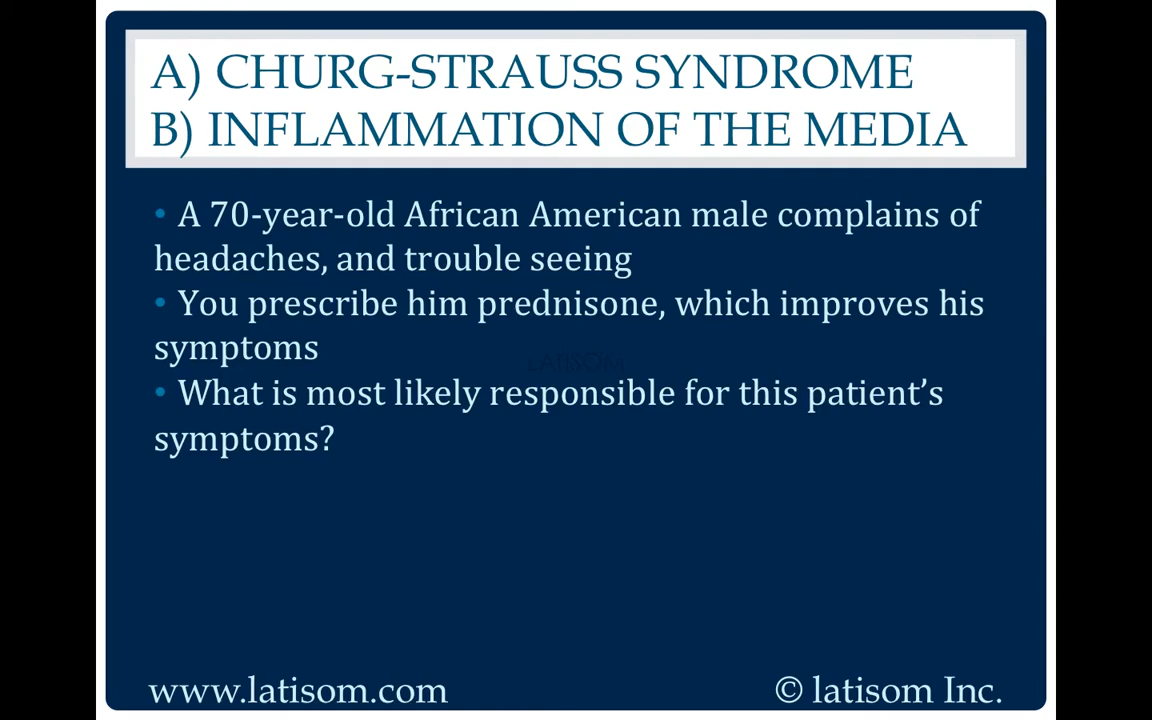 A) CHURG-STRAUSS SYNDROME
B) INFLAMMATION OF THE MEDIA
• A 70-year-old African American male complains of
headaches, and trouble seeing
• You prescribe him prednisone, which improves his
symptoms
LATISOM
• What is most likely responsible for this patient’s
symptoms?
www.latisom.com
© latisom Inc.